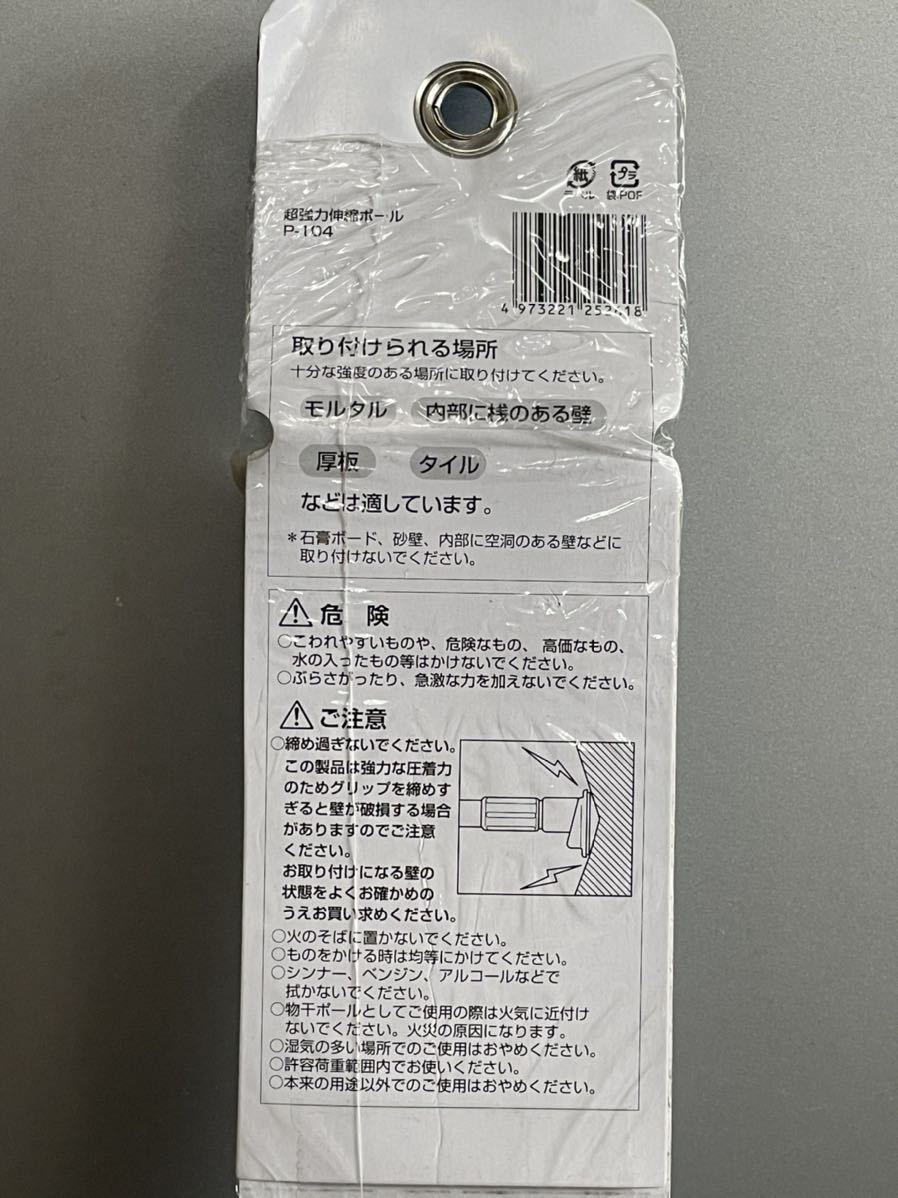 紙
プラ
袋:POF
超強力伸縮ポール
P-104
4 973221 252418
取り付けられる場所
十分な強度のある場所に取り付けてください。
モルタル 内部に桟のある壁
厚板 タイル
などは適しています。
*石膏ボード、砂壁、内部に空洞のある壁などに
取り付けないでください。
危 険
○こわれやすいものや、危険なもの、高価なもの、
水の入ったもの等はかけないでください。
○ぶらさがったり、急激な力を加えないでください。
ご注意
○締め過ぎないでください。
この製品は強力な圧着力
のためグリップを締めす
ぎると壁が破損する場合
がありますのでご注意
ください。
お取り付けになる壁の
状態をよくお確かめの
うえお買い求めください。
○火のそばに置かないでください。
○ものをかける時は均等にかけてください。
○シンナー、ベンジン、アルコールなどで
拭かないでください。
○物干ポールとしてご使用の際は火気に近付け
ないでください。火災の原因になります。
○湿気の多い場所でのご使用はおやめください。
○許容荷重範囲内でお使いください。
○本来の用途以外でのご使用はおやめください。